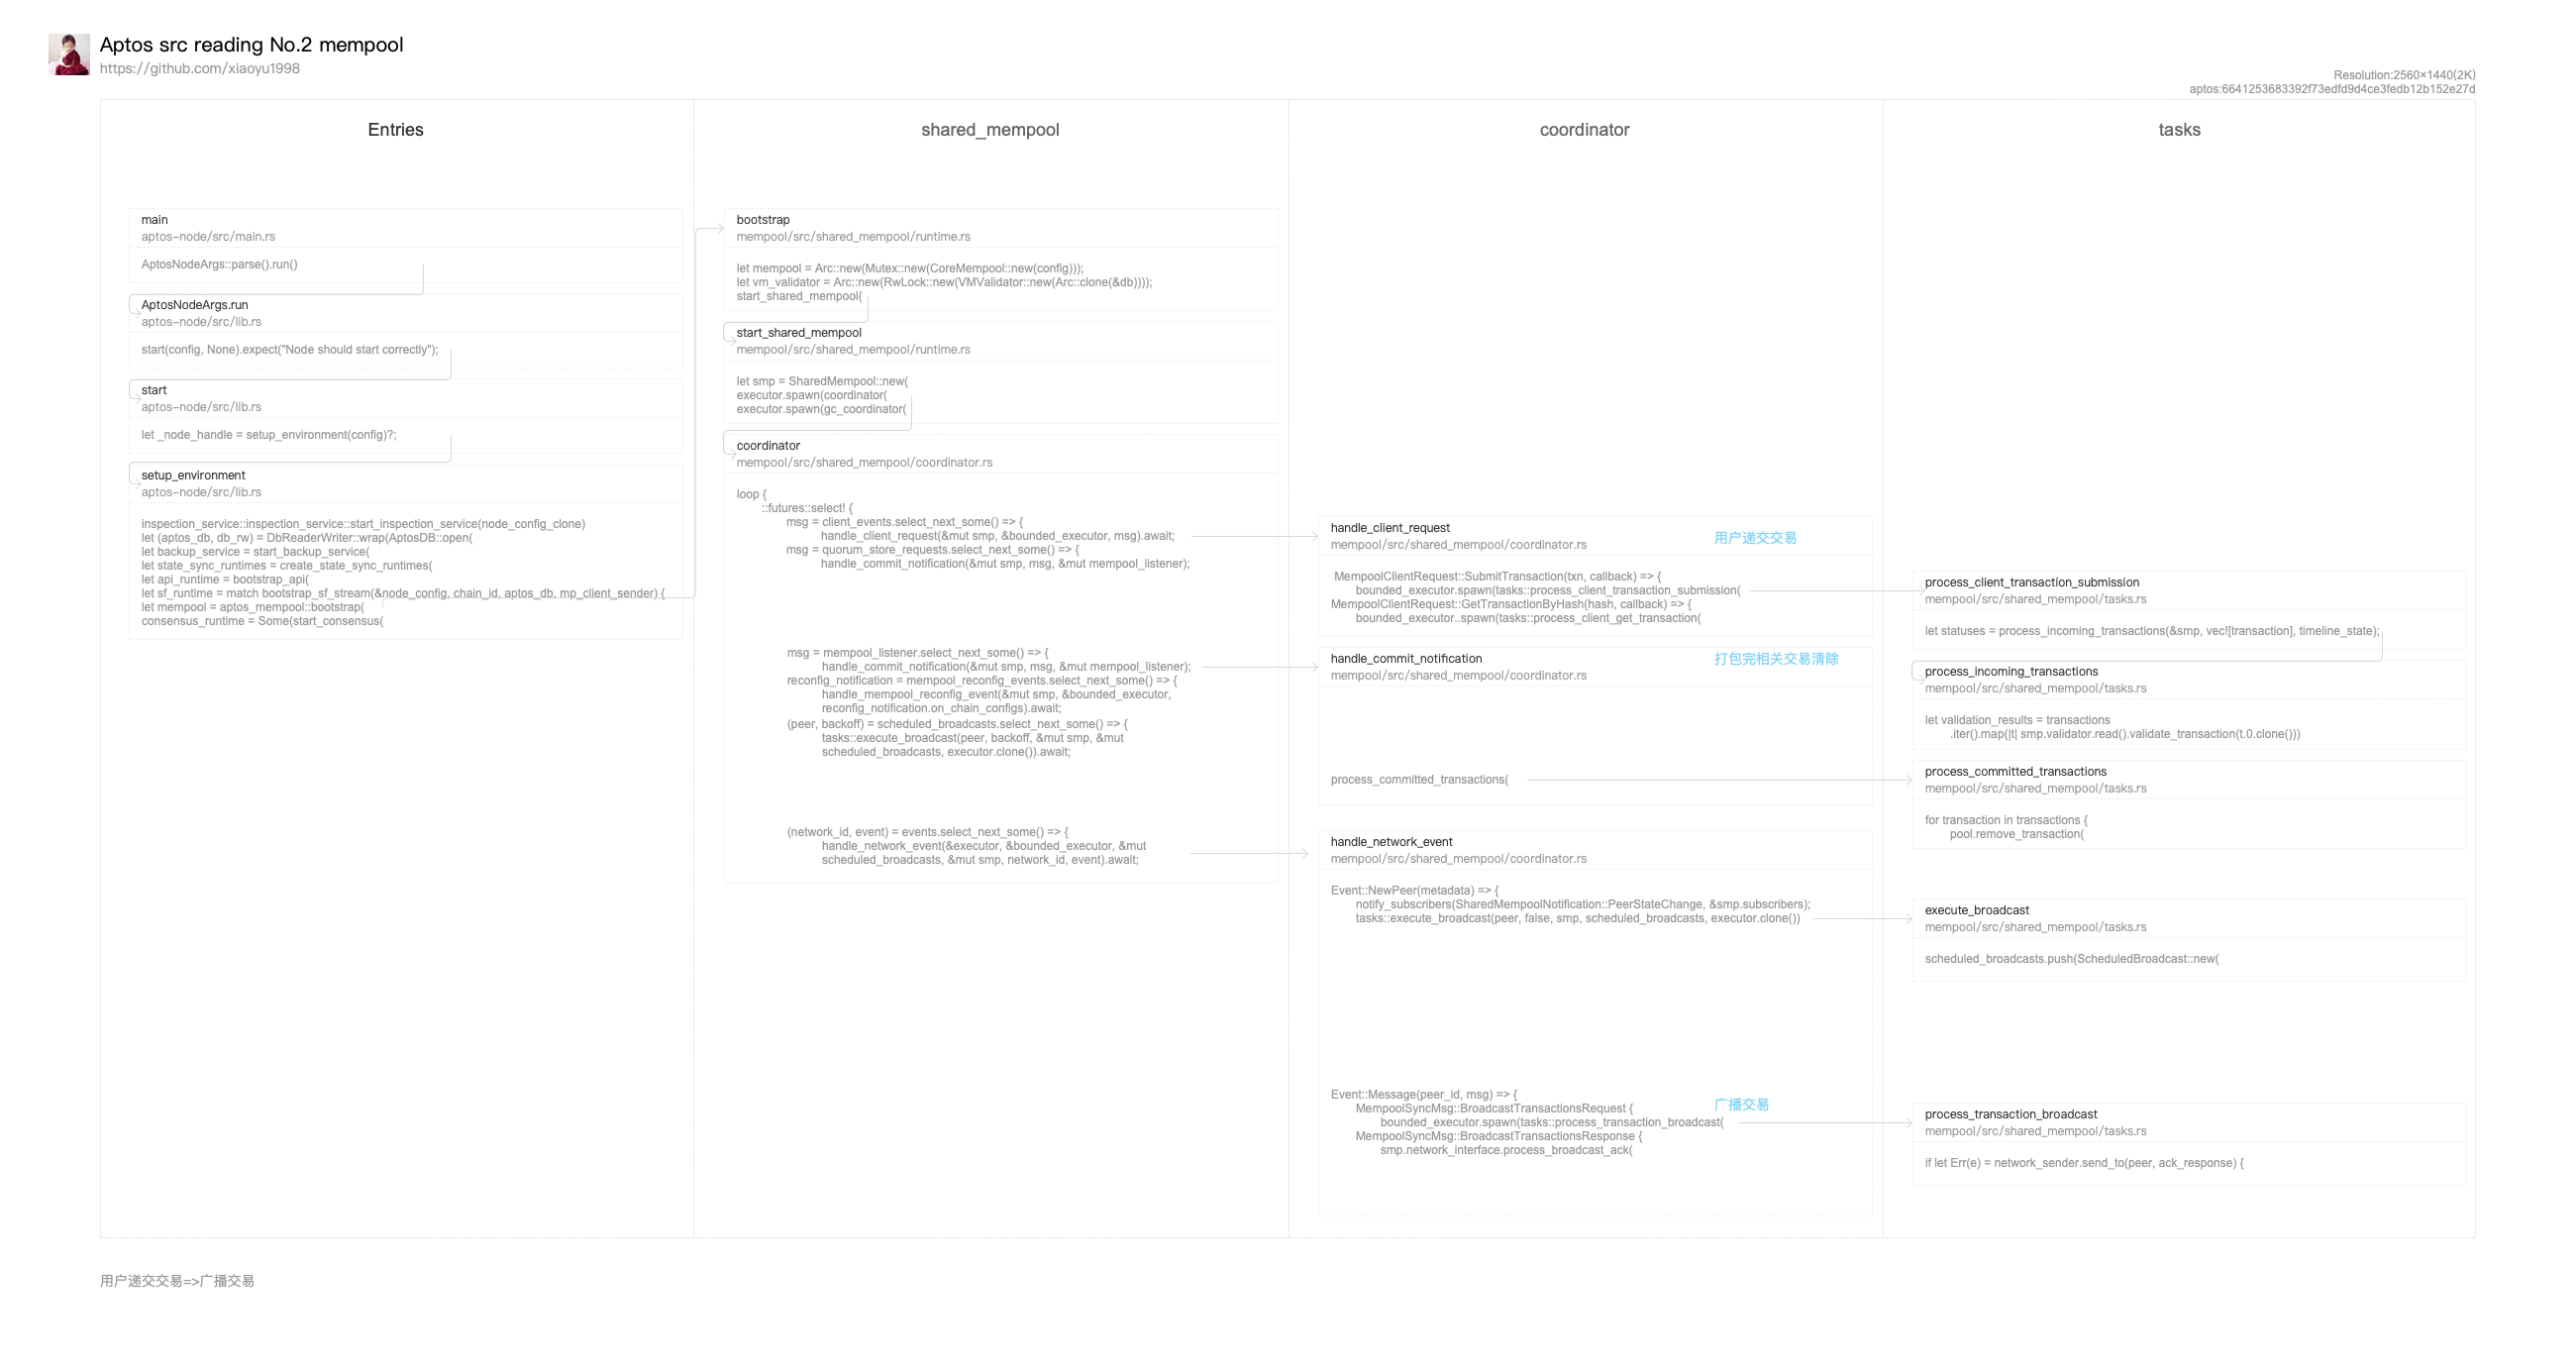 Aptos src reading No.2 mempool
https://github.com/xiaoyu1998
Resolution:2560×1440(2K)
aptos:6641253683392f73edfd9d4ce3fedb12b152e27d
Entries
main
aptos-node/src/main.rs
AptosNodeArgs::parse().run()
AptosNodeArgs.run
aptos-node/src/lib.rs
start(config, None).expect("Node should start correctly");
start
aptos-node/src/lib.rs
let _node_handle = setup_environment(config)?;
setup_environment
aptos-node/src/lib.rs
inspection_service::inspection_service::start_inspection_service(node_config_clone)
let (aptos_db, db_rw) = DbReaderWriter::wrap(AptosDB::open(
let backup_service = start_backup_service(
let state_sync_runtimes = create_state_sync_runtimes(
let api_runtime = bootstrap_api(
let sf_runtime = match bootstrap_sf_stream(&node_config, chain_id, aptos_db, mp_client_sender) {
let mempool = aptos_mempool::bootstrap(
consensus_runtime = Some(start_consensus(
shared_mempool
bootstrap
mempool/src/shared_mempool/runtime.rs
let mempool = Arc::new(Mutex::new(CoreMempool::new(config)));
let vm_validator = Arc::new(RwLock::new(VMValidator::new(Arc::clone(&db))));
start_shared_mempool(
start_shared_mempool
mempool/src/shared_mempool/runtime.rs
let smp = SharedMempool::new(
executor.spawn(coordinator(
executor.spawn(gc_coordinator(
coordinator
mempool/src/shared_mempool/coordinator.rs
loop {
::futures::select! {
msg = client_events.select_next_some() => {
handle_client_request(&mut smp, &bounded_executor, msg).await;
msg = quorum_store_requests.select_next_some() => {
handle_commit_notification(&mut smp, msg, &mut mempool_listener);
msg = mempool_listener.select_next_some() => {
handle_commit_notification(&mut smp, msg, &mut mempool_listener);
reconfig_notification = mempool_reconfig_events.select_next_some() => {
handle_mempool_reconfig_event(&mut smp, &bounded_executor,
reconfig_notification.on_chain_configs).await;
(peer, backoff) = scheduled_broadcasts.select_next_some() => {
tasks::execute_broadcast(peer, backoff, &mut smp, &mut
scheduled_broadcasts, executor.clone()).await;
(network_id, event) = events.select_next_some() => {
handle_network_event(&executor, &bounded_executor, &mut
scheduled_broadcasts, &mut smp, network_id, event).await;
coordinator
handle_client_request
用户递交交易
mempool/src/shared_mempool/coordinator.rs
MempoolClientRequest::SubmitTransaction(txn, callback) => {
bounded_executor.spawn(tasks::process_client_transaction_submission(
MempoolClientRequest::GetTransactionByHash(hash, callback) => {
bounded_executor..spawn(tasks::process_client_get_transaction(
handle_commit_notification
打包完相关交易清除
mempool/src/shared_mempool/coordinator.rs
process_committed_transactions(
handle_network_event
mempool/src/shared_mempool/coordinator.rs
Event::NewPeer(metadata) => {
notify_subscribers(SharedMempoolNotification::PeerStateChange, &smp.subscribers);
tasks::execute_broadcast(peer, false, smp, scheduled_broadcasts, executor.clone())
Event::Message(peer_id, msg) => {
广播交易
MempoolSyncMsg::BroadcastTransactionsRequest {
bounded_executor.spawn(tasks::process_transaction_broadcast(
MempoolSyncMsg::BroadcastTransactionsResponse {
smp.network_interface.process_broadcast_ack(
tasks
process_client_transaction_submission
mempool/src/shared_mempool/tasks.rs
let statuses = process_incoming_transactions(&smp, vec![transaction], timeline_state);
process_incoming_transactions
mempool/src/shared_mempool/tasks.rs
let validation_results = transactions
.iter().map(|t| smp.validator.read().validate_transaction(t.0.clone()))
process_committed_transactions
mempool/src/shared_mempool/tasks.rs
for transaction in transactions {
pool.remove_transaction(
execute_broadcast
mempool/src/shared_mempool/tasks.rs
scheduled_broadcasts.push(ScheduledBroadcast::new(
process_transaction_broadcast
mempool/src/shared_mempool/tasks.rs
if let Err(e) = network_sender.send_to(peer, ack_response) {
用户递交交易=>广播交易